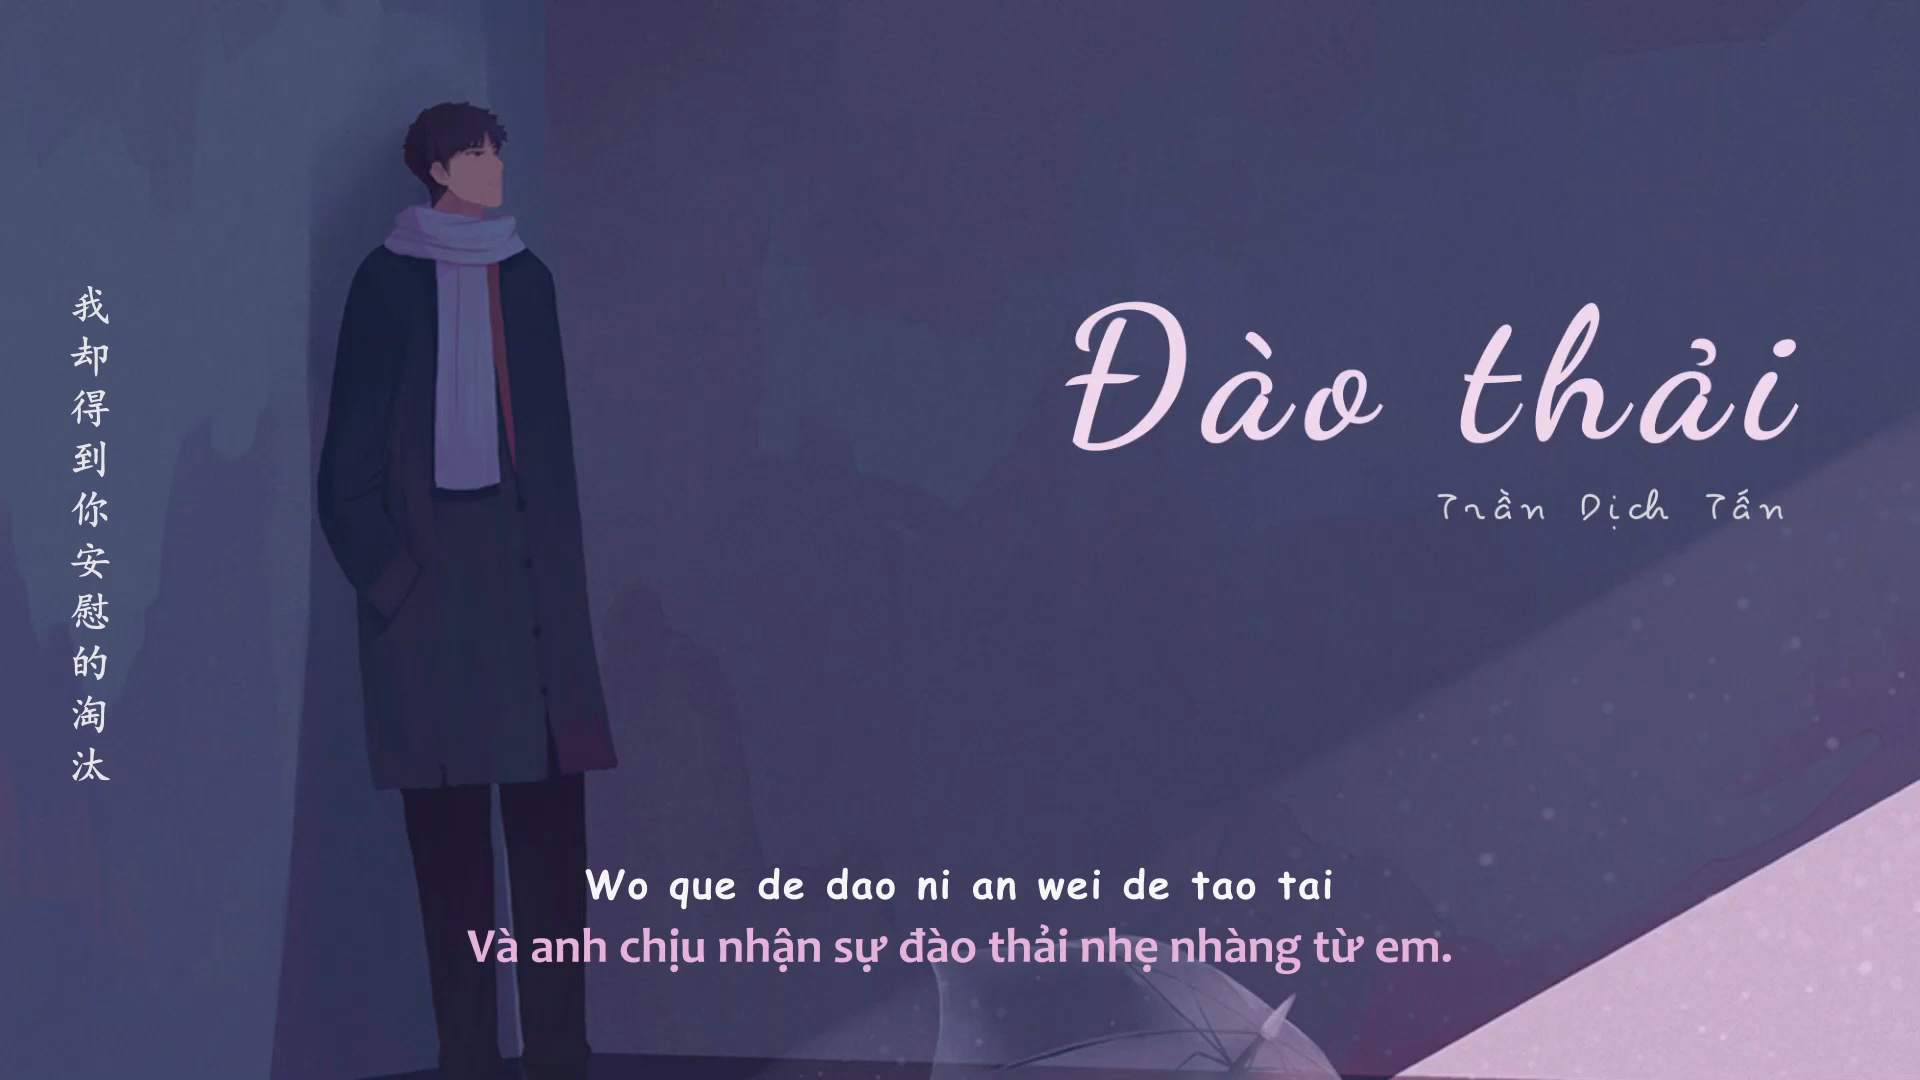 我却得到你安慰的淘汰
Đào thải
Trần Dịch Tấn
Wo que de dao ni an wei de tao tai
Và anh chịu nhận sự đào thải nhẹ nhàng từ em.